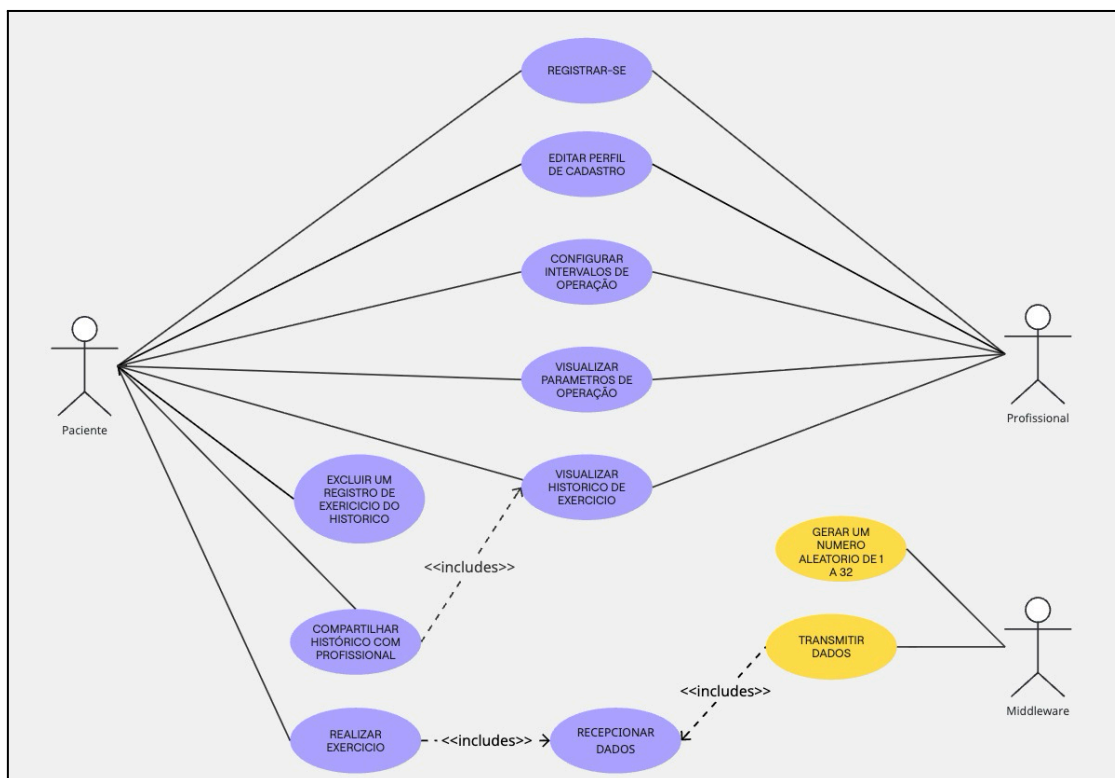 REGISTRAR-SE
EDITAR PERFIL
DE CADASTRO
CONFIGURAR
INTERVALOS DE
OPERAÇÃO
VISUALIZAR
PARAMETROS DE
OPERAÇÃO
Paciente
Profissional
EXCLUIR UM
REGISTRO DE
EXERICICIO DO
HISTORICO
VISUALIZAR
HISTORICO DE
EXERCICIO
GERAR UM
NUMERO
ALEATORIO DE 1
A 32
<<includes>>
COMPARTILHAR
HISTÓRICO COM
PROFISSIONAL
TRANSMITIR
DADOS
<<includes>>
Middleware
REALIZAR
EXERCICIO
<<includes>>
RECEPCIONAR
DADOS